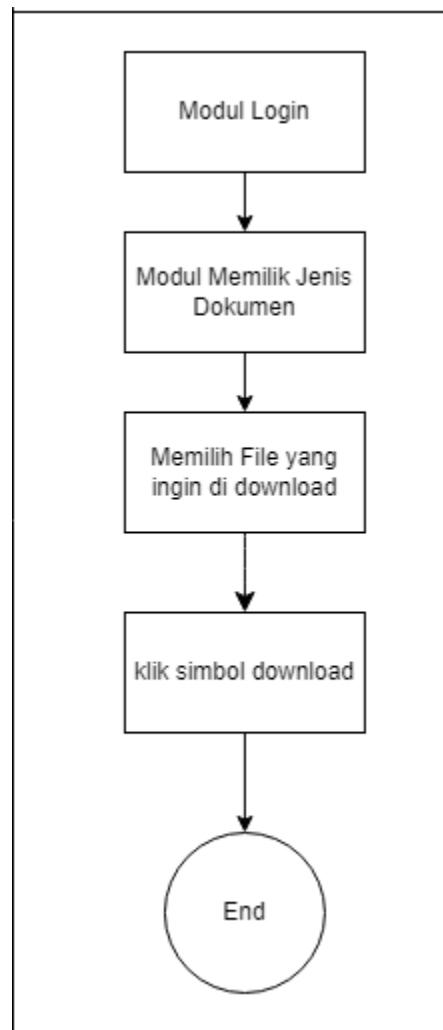 Modul Login
Modul Memilik Jenis
Dokumen
Memilih File yang
ingin di download
klik simbol download
End